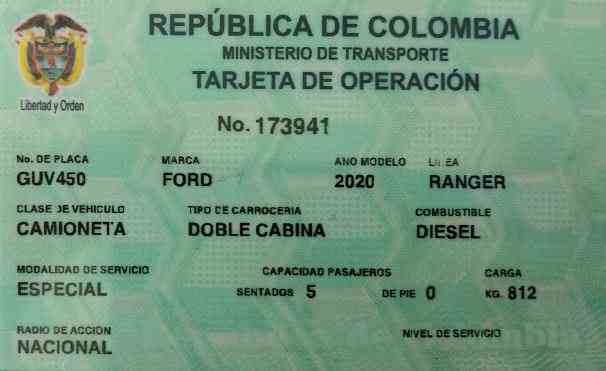 REPÚBLICA DE COLOMBIA
MINISTERIO DE TRANSPORTE
TARJETA DE OPERACIÓN
Libertad y Orden
No. 173941
No. DE PLACA MARCA ANO MODELO LINEA
GUV450 FORD 2020 RANGER
CLASE DE VEHICULO TIPO DE CARROCERIA COMBUSTIBLE
CAMIONETA DOBLE CABINA DIESEL
MODALIDAD DE SERVICIO CAPACIDAD PASAJEROS CARGA
ESPECIAL SENTADOS 5 DE PIE 0 KG. 812
RADIO DE ACCION NIVEL DE SERVICIO
NACIONAL